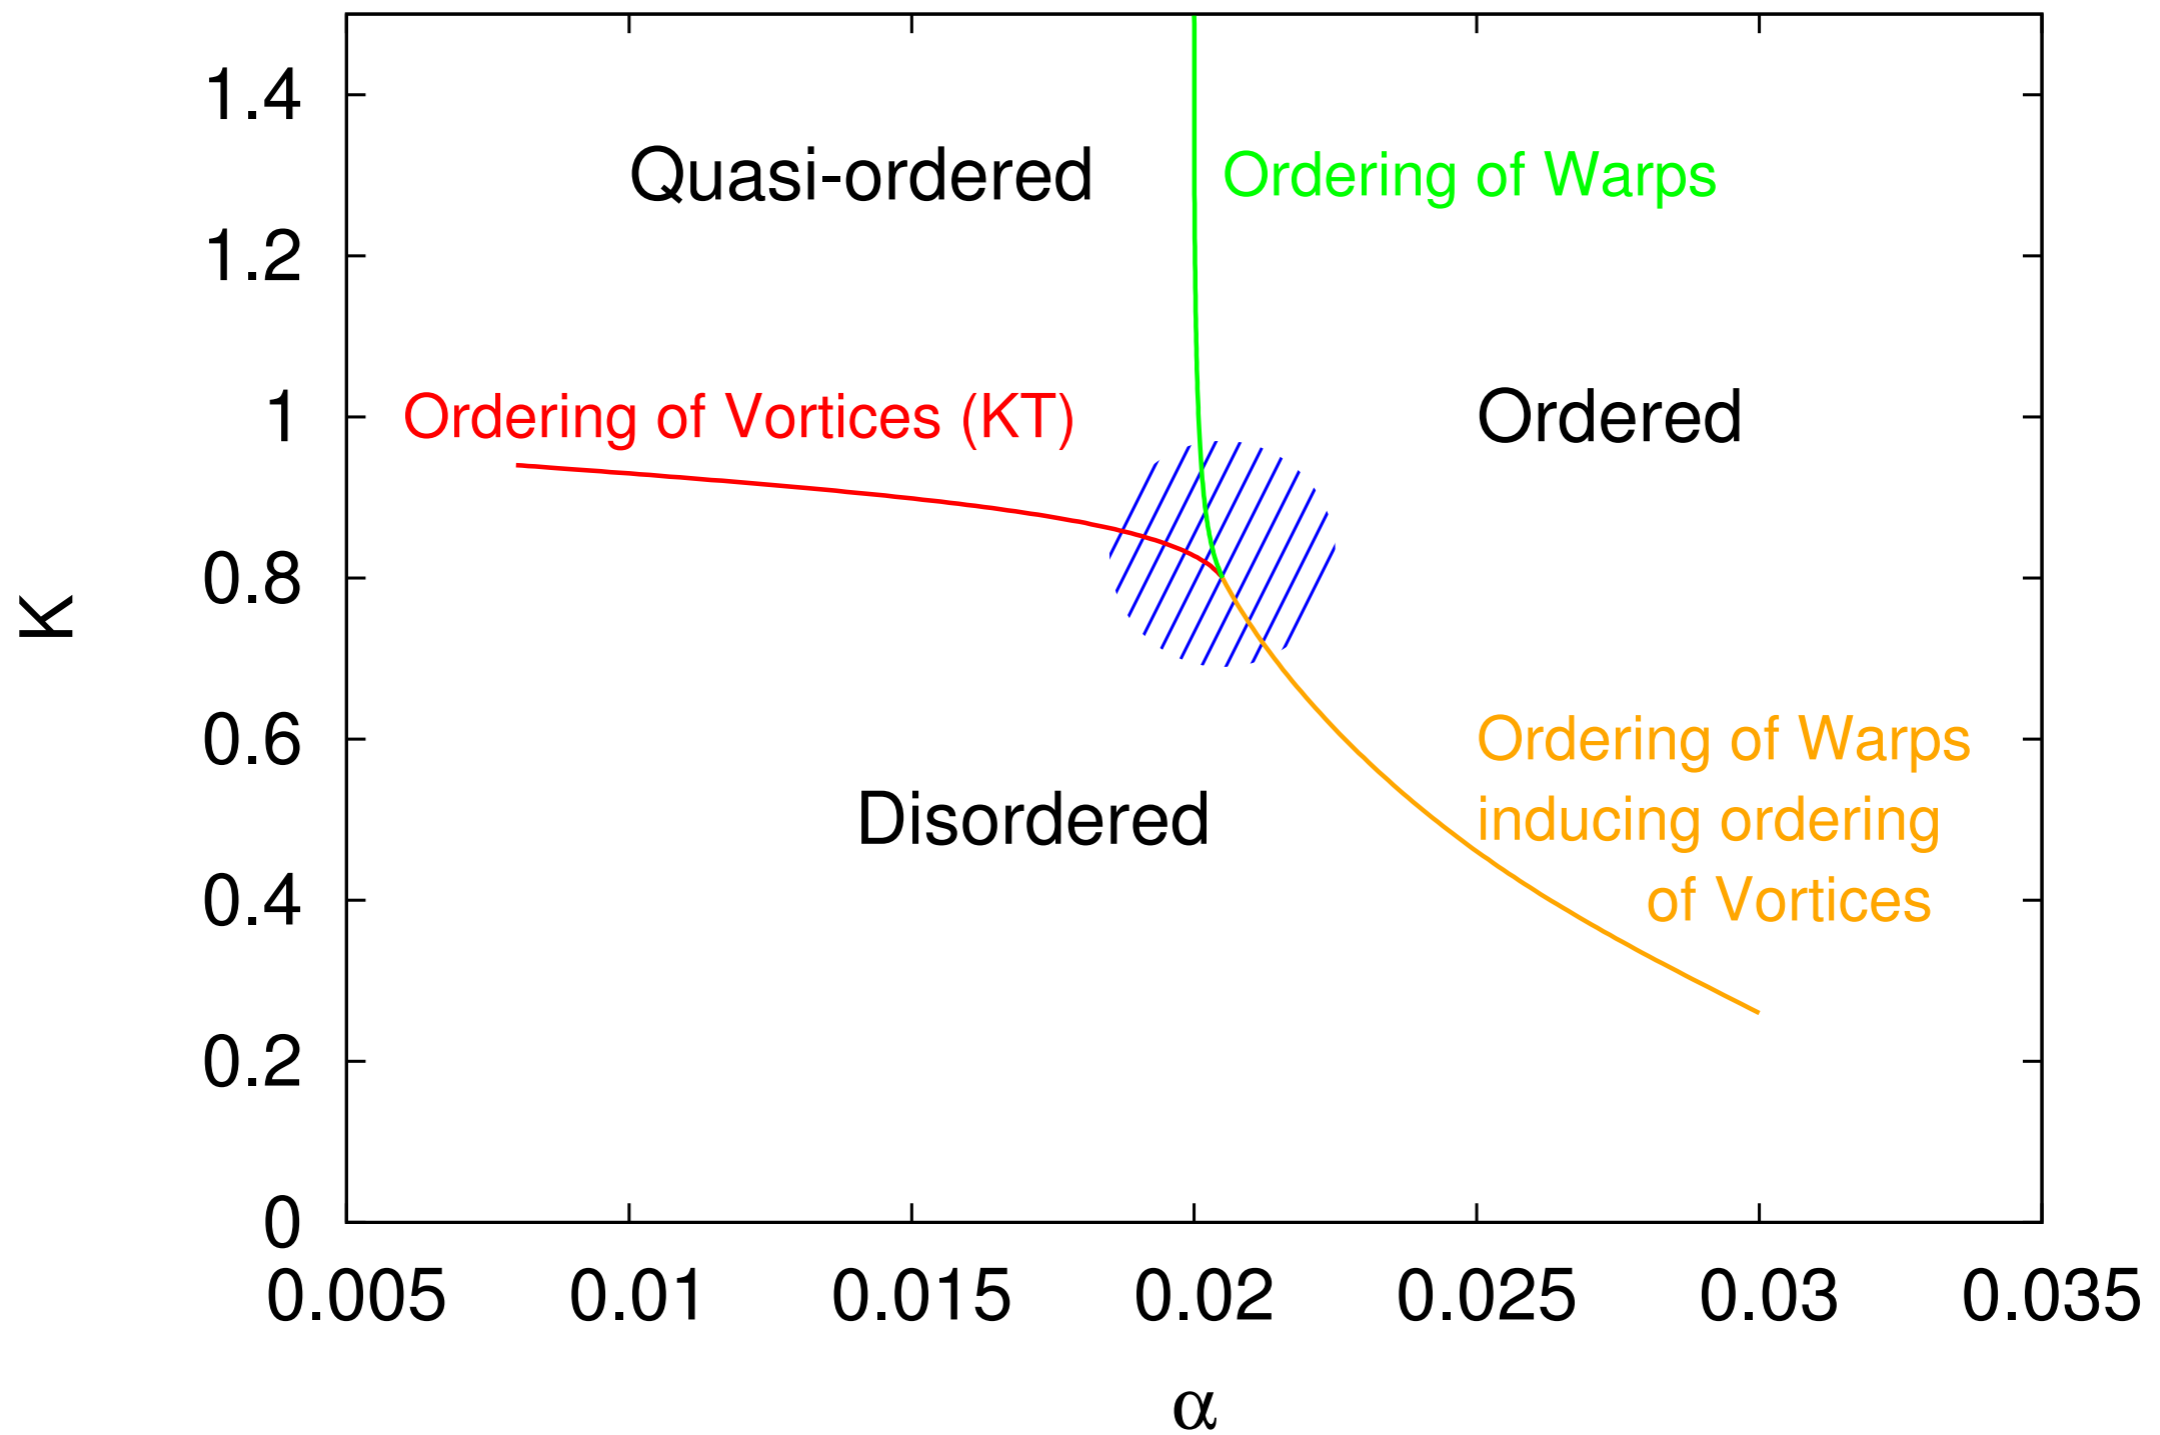 1.4
Quasi-ordered
Ordering of Warps
1.2
1
Ordering of Vortices (KT)
Ordered
0.8
K
0.6
Ordering of Warps
inducing ordering
of Vortices
Disordered
0.4
0.2
0
0.005 0.01 0.015 0.02 0.025 0.03 0.035
α